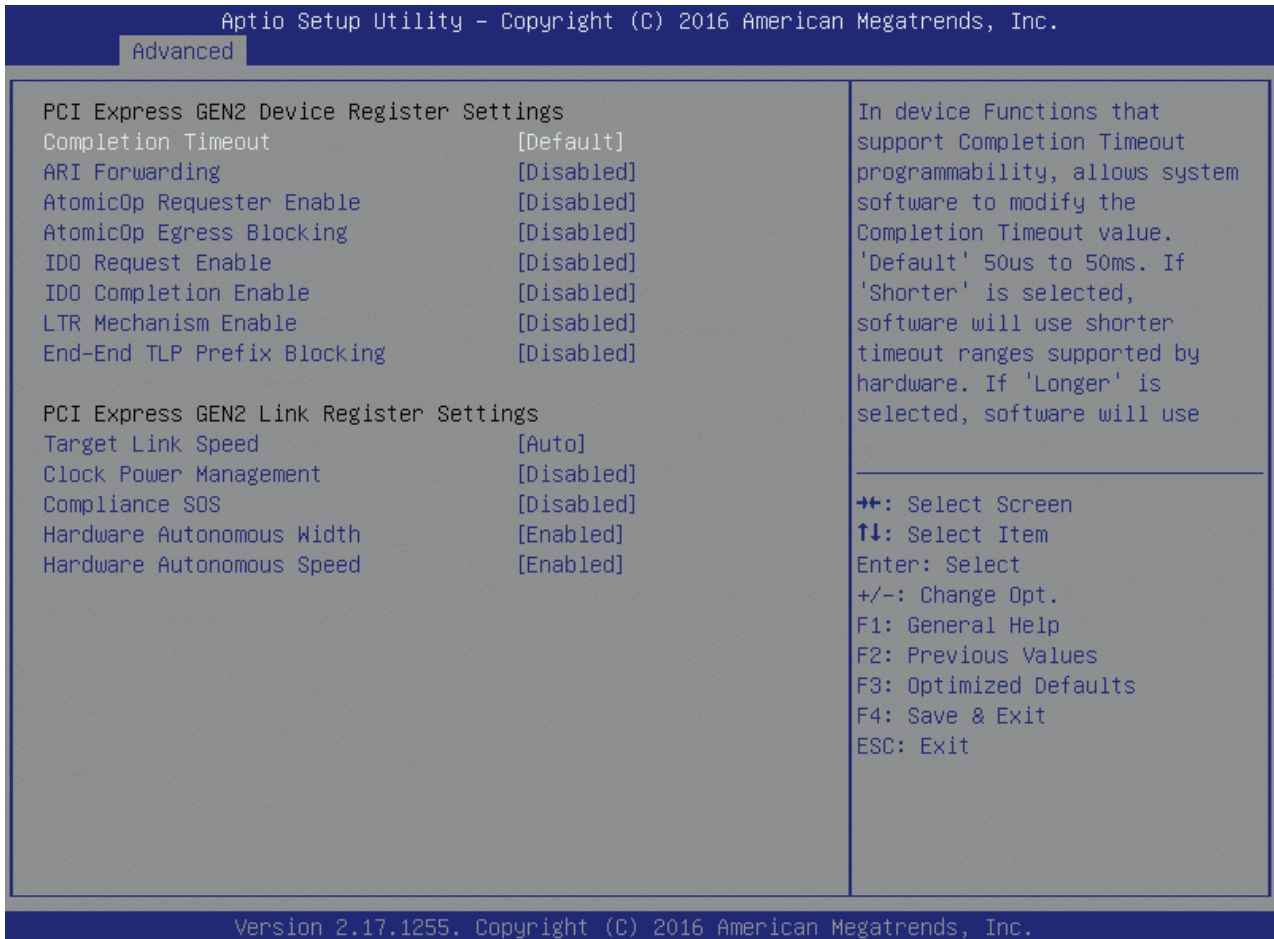 Aptio Setup Utility – Copyright (C) 2016 American Megatrends, Inc.
Advanced
PCI Express GEN2 Device Register Settings
Completion Timeout [Default]
ARI Forwarding [Disabled]
AtomicOp Requester Enable [Disabled]
AtomicOp Egress Blocking [Disabled]
IDO Request Enable [Disabled]
IDO Completion Enable [Disabled]
LTR Mechanism Enable [Disabled]
End-End TLP Prefix Blocking [Disabled]
PCI Express GEN2 Link Register Settings
Target Link Speed [Auto]
Clock Power Management [Disabled]
Compliance SOS [Disabled]
Hardware Autonomous Width [Enabled]
Hardware Autonomous Speed [Enabled]
In device Functions that
support Completion Timeout
programmability, allows system
software to modify the
Completion Timeout value.
'Default' 50us to 50ms. If
'Shorter' is selected,
software will use shorter
timeout ranges supported by
hardware. If 'Longer' is
selected, software will use
→←: Select Screen
↑↓: Select Item
Enter: Select
+/-: Change Opt.
F1: General Help
F2: Previous Values
F3: Optimized Defaults
F4: Save & Exit
ESC: Exit
Version 2.17.1255. Copyright (C) 2016 American Megatrends, Inc.